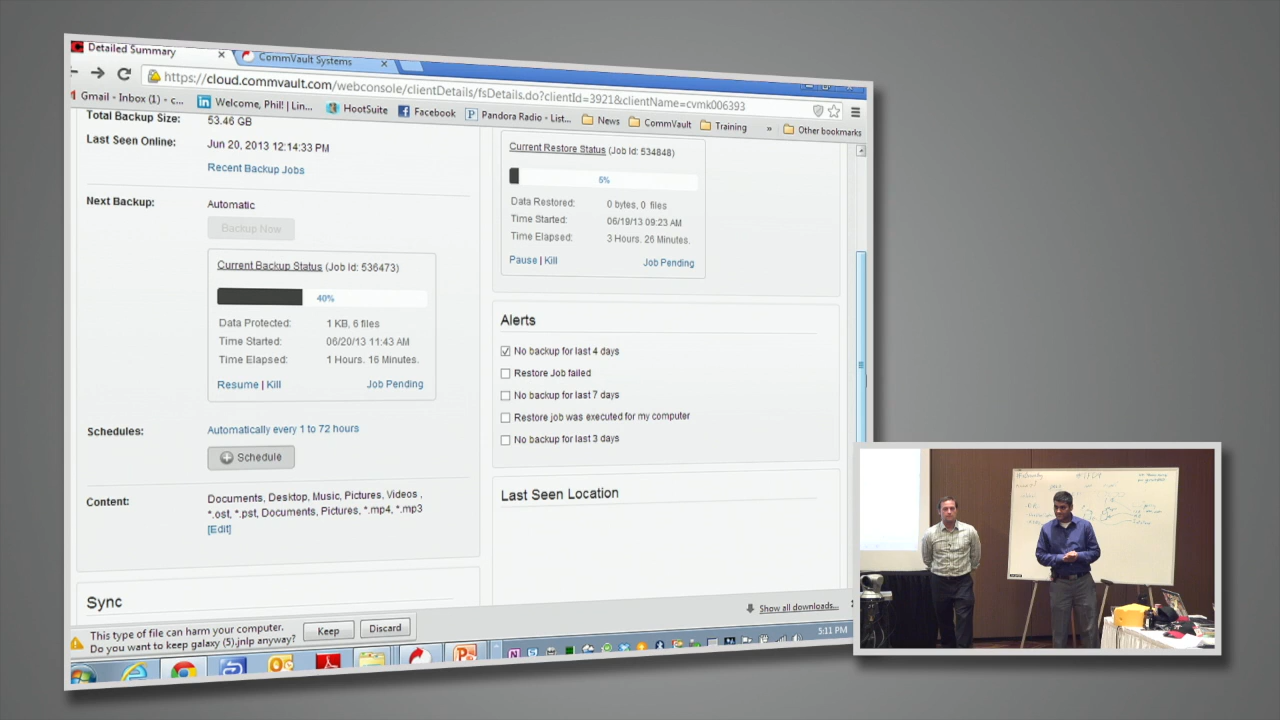 Detailed Summary
CommVault Systems
https://cloud.commvault.com/webconsole/clientDetails/fsDetails.do?clientId=3921&clientName=cvmk006393
Gmail - Inbox (1) - c... Welcome, Phil! | Lin... HootSuite Facebook Pandora Radio - List... News CommVault Training » Other bookmarks
Total Backup Size: 53.46 GB
Last Seen Online: Jun 20, 2013 12:14:33 PM
Recent Backup Jobs
Next Backup: Automatic
Backup Now
Current Backup Status (Job Id: 536473)
40%
Data Protected: 1 KB, 6 files
Time Started: 06/20/13 11:43 AM
Time Elapsed: 1 Hours. 16 Minutes.
Resume | Kill Job Pending
Schedules: Automatically every 1 to 72 hours
Schedule
Content: Documents, Desktop, Music, Pictures, Videos ,
*.ost, *.pst, Documents, Pictures, *.mp4, *.mp3
[Edit]
Sync
Current Restore Status (Job Id: 534848)
5%
Data Restored: 0 bytes, 0 files
Time Started: 06/19/13 09:23 AM
Time Elapsed: 3 Hours. 26 Minutes.
Pause | Kill Job Pending
Alerts
No backup for last 4 days
Restore Job failed
No backup for last 7 days
Restore job was executed for my computer
No backup for last 3 days
Last Seen Location
This type of file can harm your computer.
Do you want to keep galaxy (5).jnlp anyway?
Keep Discard
Show all downloads...
5:11 PM